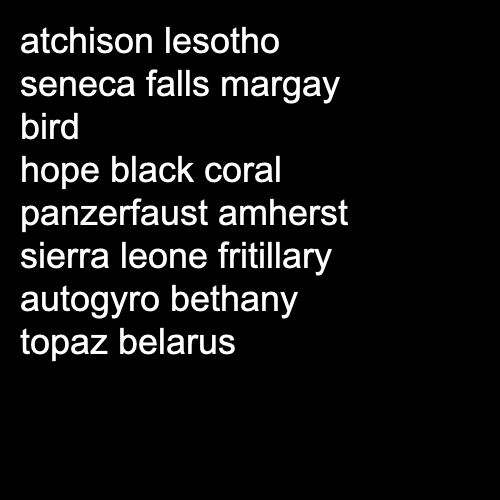 atchison lesotho
seneca falls margay
bird
hope black coral
panzerfaust amherst
sierra leone fritillary
autogyro bethany
topaz belarus